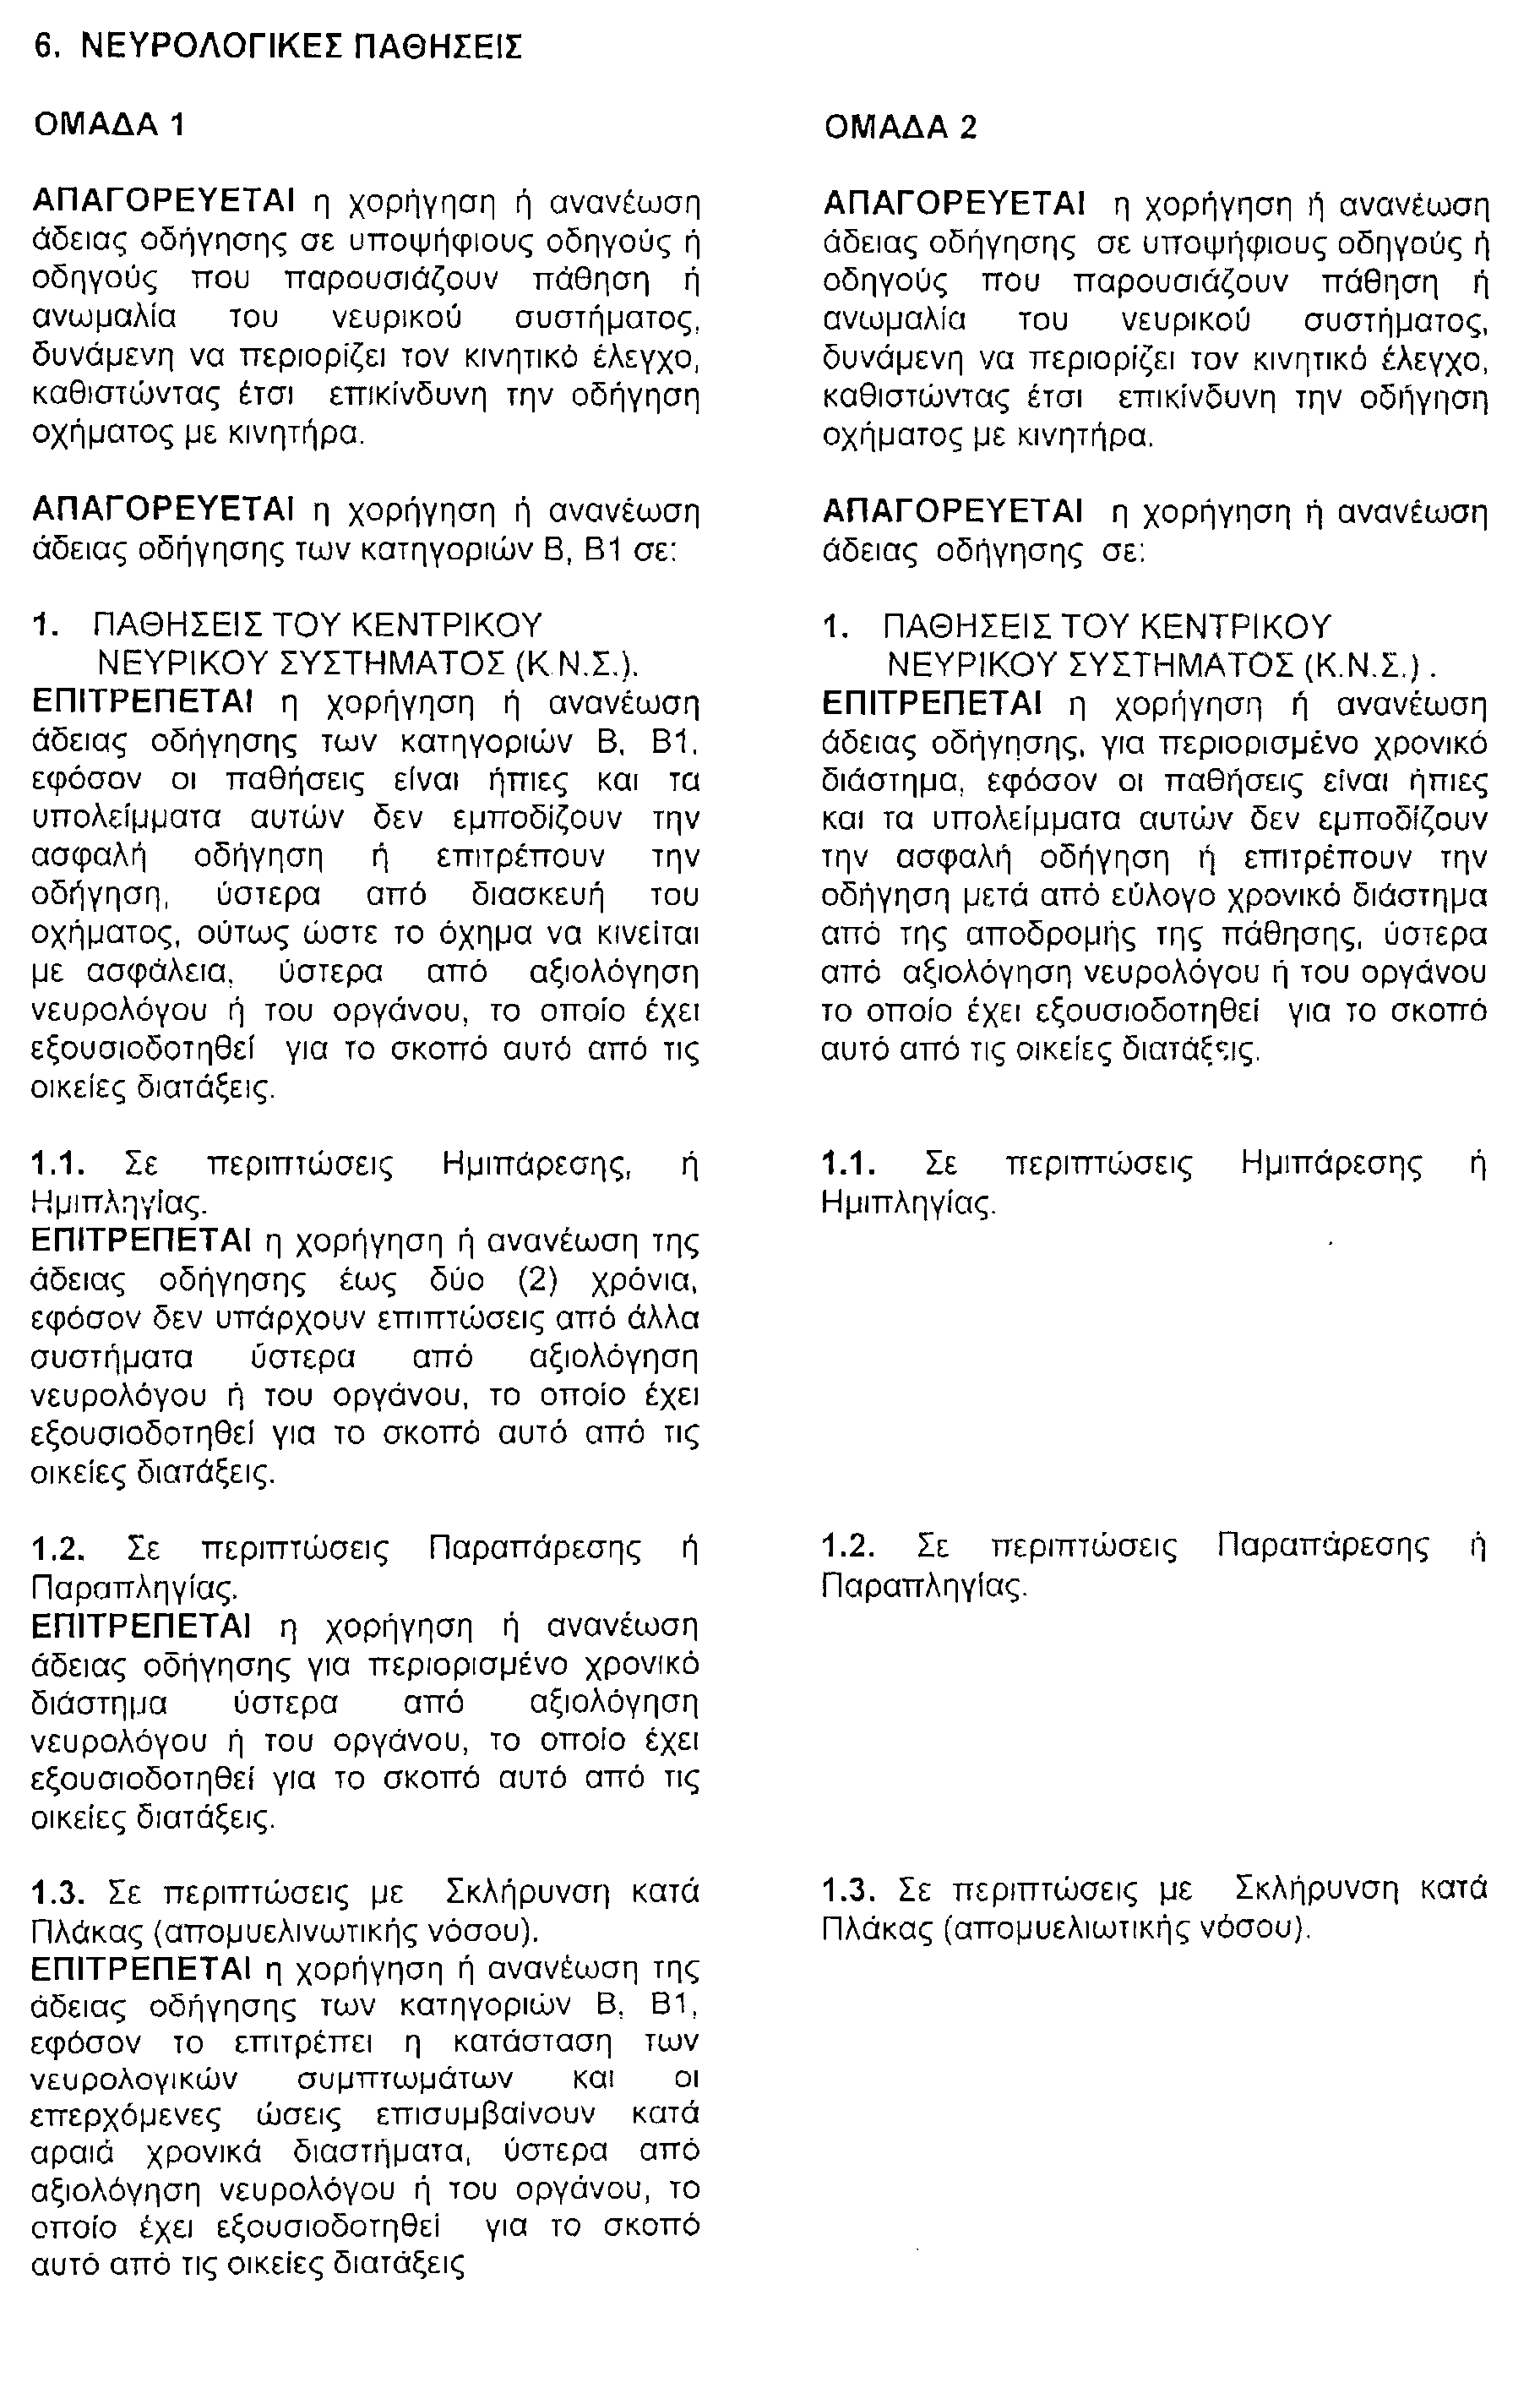 6. ΝΕΥΡΟΛΟΓΙΚΕΣ ΠΑΘΗΣΕΙΣ
ΟΜΑΔΑ 1
ΑΠΑΓΟΡΕΥΕΤΑΙ η χορήγηση ή ανανέωση
άδειας οδήγησης σε υποψήφιους οδηγούς ή
οδηγούς που παρουσιάζουν πάθηση ή
ανωμαλία του νευρικού συστήματος,
δυνάμενη να περιορίζει τον κινητικό έλεγχο,
καθιστώντας έτσι επικίνδυνη την οδήγηση
οχήματος με κινητήρα.
ΑΠΑΓΟΡΕΥΕΤΑΙ η χορήγηση ή ανανέωση
άδειας οδήγησης των κατηγοριών Β, Β1 σε:
1. ΠΑΘΗΣΕΙΣ ΤΟΥ ΚΕΝΤΡΙΚΟΥ
ΝΕΥΡΙΚΟΥ ΣΥΣΤΗΜΑΤΟΣ (Κ.Ν.Σ.).
ΕΠΙΤΡΕΠΕΤΑΙ η χορήγηση ή ανανέωση
άδειας οδήγησης των κατηγοριών Β, Β1,
εφόσον οι παθήσεις είναι ήπιες και τα
υπολείμματα αυτών δεν εμποδίζουν την
ασφαλή οδήγηση ή επιτρέπουν την
οδήγηση, ύστερα από διασκευή του
οχήματος, ούτως ώστε το όχημα να κινείται
με ασφάλεια, ύστερα από αξιολόγηση
νευρολόγου ή του οργάνου, το οποίο έχει
εξουσιοδοτηθεί για το σκοπό αυτό από τις
οικείες διατάξεις.
1.1. Σε περιπτώσεις Ημιπάρεσης, ή
Ημιπληγίας.
ΕΠΙΤΡΕΠΕΤΑΙ η χορήγηση ή ανανέωση της
άδειας οδήγησης έως δύο (2) χρόνια,
εφόσον δεν υπάρχουν επιπτώσεις από άλλα
συστήματα ύστερα από αξιολόγηση
νευρολόγου ή του οργάνου, το οποίο έχει
εξουσιοδοτηθεί για το σκοπό αυτό από τις
οικείες διατάξεις.
1.2. Σε περιπτώσεις Παραπάρεσης ή
Παραπληγίας.
ΕΠΙΤΡΕΠΕΤΑΙ η χορήγηση ή ανανέωση
άδειας οδήγησης για περιορισμένο χρονικό
διάστημα ύστερα από αξιολόγηση
νευρολόγου ή του οργάνου, το οποίο έχει
εξουσιοδοτηθεί για το σκοπό αυτό από τις
οικείες διατάξεις.
1.3. Σε περιπτώσεις με Σκλήρυνση κατά
Πλάκας (απομυελινωτικής νόσου).
ΕΠΙΤΡΕΠΕΤΑΙ η χορήγηση ή ανανέωση της
άδειας οδήγησης των κατηγοριών Β, Β1,
εφόσον το επιτρέπει η κατάσταση των
νευρολογικών συμπτωμάτων και οι
επερχόμενες ώσεις επισυμβαίνουν κατά
αραιά χρονικά διαστήματα, ύστερα από
αξιολόγηση νευρολόγου ή του οργάνου, το
οποίο έχει εξουσιοδοτηθεί για το σκοπό
αυτό από τις οικείες διατάξεις
ΟΜΑΔΑ 2
ΑΠΑΓΟΡΕΥΕΤΑΙ η χορήγηση ή ανανέωση
άδειας οδήγησης σε υποψήφιους οδηγούς ή
οδηγούς που παρουσιάζουν πάθηση ή
ανωμαλία του νευρικού συστήματος,
δυνάμενη να περιορίζει τον κινητικό έλεγχο,
καθιστώντας έτσι επικίνδυνη την οδήγηση
οχήματος με κινητήρα.
ΑΠΑΓΟΡΕΥΕΤΑΙ η χορήγηση ή ανανέωση
άδειας οδήγησης σε:
1. ΠΑΘΗΣΕΙΣ ΤΟΥ ΚΕΝΤΡΙΚΟΥ
ΝΕΥΡΙΚΟΥ ΣΥΣΤΗΜΑΤΟΣ (Κ.Ν.Σ.) .
ΕΠΙΤΡΕΠΕΤΑΙ η χορήγηση ή ανανέωση
άδειας οδήγησης, για περιορισμένο χρονικό
διάστημα, εφόσον οι παθήσεις είναι ήπιες
και τα υπολείμματα αυτών δεν εμποδίζουν
την ασφαλή οδήγηση ή επιτρέπουν την
οδήγηση μετά από εύλογο χρονικό διάστημα
από της αποδρομής της πάθησης, ύστερα
από αξιολόγηση νευρολόγου ή του οργάνου
το οποίο έχει εξουσιοδοτηθεί για το σκοπό
αυτό από τις οικείες διατάξεις.
1.1. Σε περιπτώσεις Ημιπάρεσης ή
Ημιπληγίας.
1.2. Σε περιπτώσεις Παραπάρεσης ή
Παραπληγίας.
1.3. Σε περιπτώσεις με Σκλήρυνση κατά
Πλάκας (απομυελιωτικής νόσου).